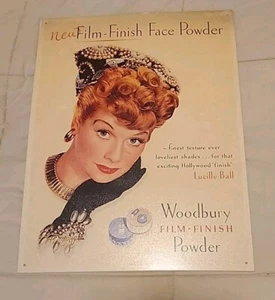 new Film-Finish Face Powder
~ finest texture ever
loveliest shades . . . for that
exciting Hollywood "finish"
Lucille Ball
Woodbury
FILM-FINISH
Powder